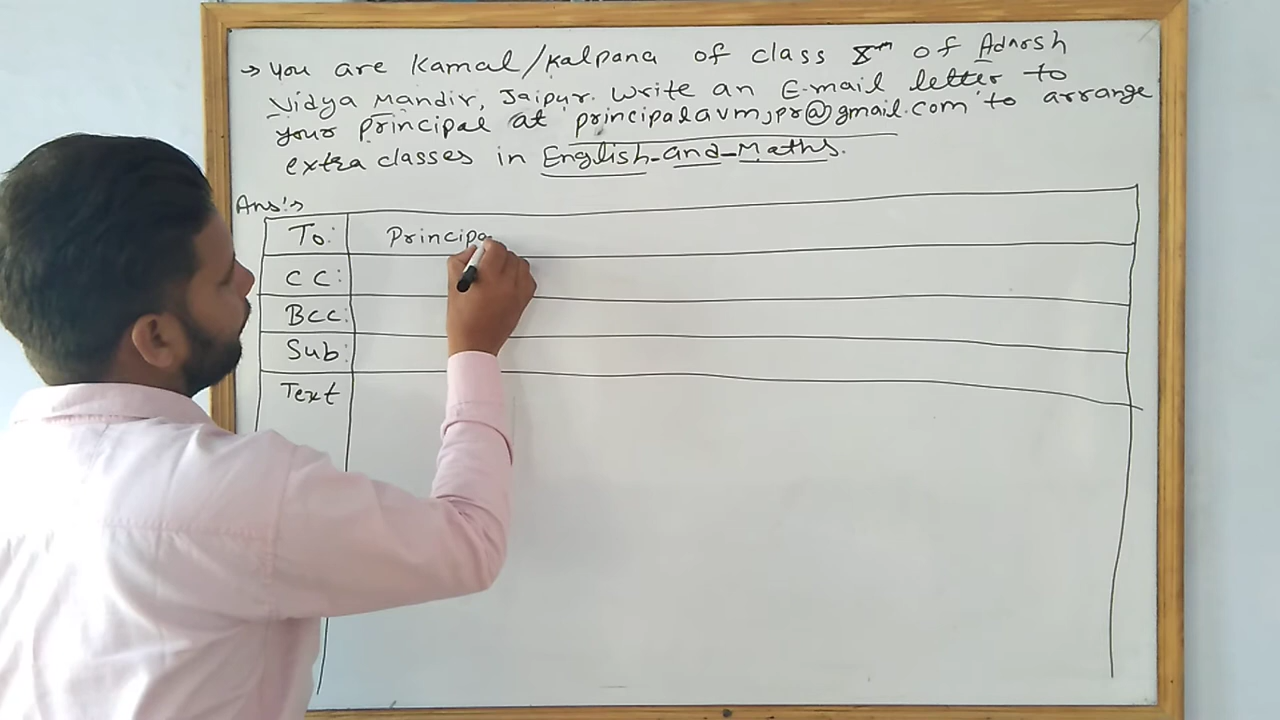 → you are Kamal/Kalpana of class 8th of Adarsh
Vidya Mandir, Jaipur. Write an E-mail letter to
your principal at principalavmjpr@gmail.com to arrange
extra classes in English and Maths.
Ans:→
To: Principa
CC:
Bcc:
Sub:
Text